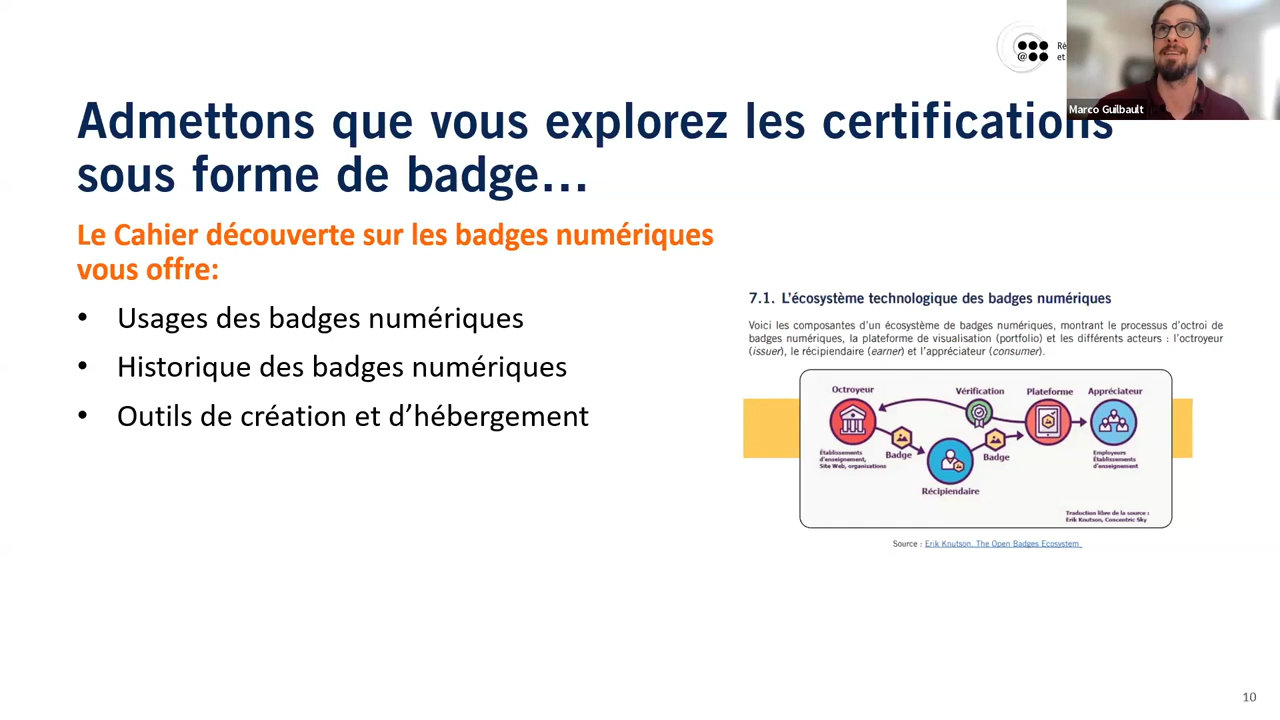 Ré
@
et
Marco Guilbault
Admettons que vous explorez les certifications
sous forme de badge...
Le Cahier découverte sur les badges numériques
vous offre:
• Usages des badges numériques
• Historique des badges numériques
• Outils de création et d'hébergement
7.1. L'écosystème technologique des badges numériques
Voici les composantes d'un écosystème de badges numériques, montrant le processus d'octroi de
badges numériques, la plateforme de visualisation (portfolio) et les différents acteurs : l'octroyeur
(issuer), le récipiendaire (earner) et l'appréciateur (consumer).
Octroyeur
Vérification
Plateforme
Appréciateur
Établissements
d'enseignement,
Site Web, organisations
Badge
Badge
Employeurs
Établissements
d'enseignement
Récipiendaire
Traduction libre de la source :
Erik Knutson, Concentric Sky
Source : Erik Knutson. The Open Badges Ecosystem
10